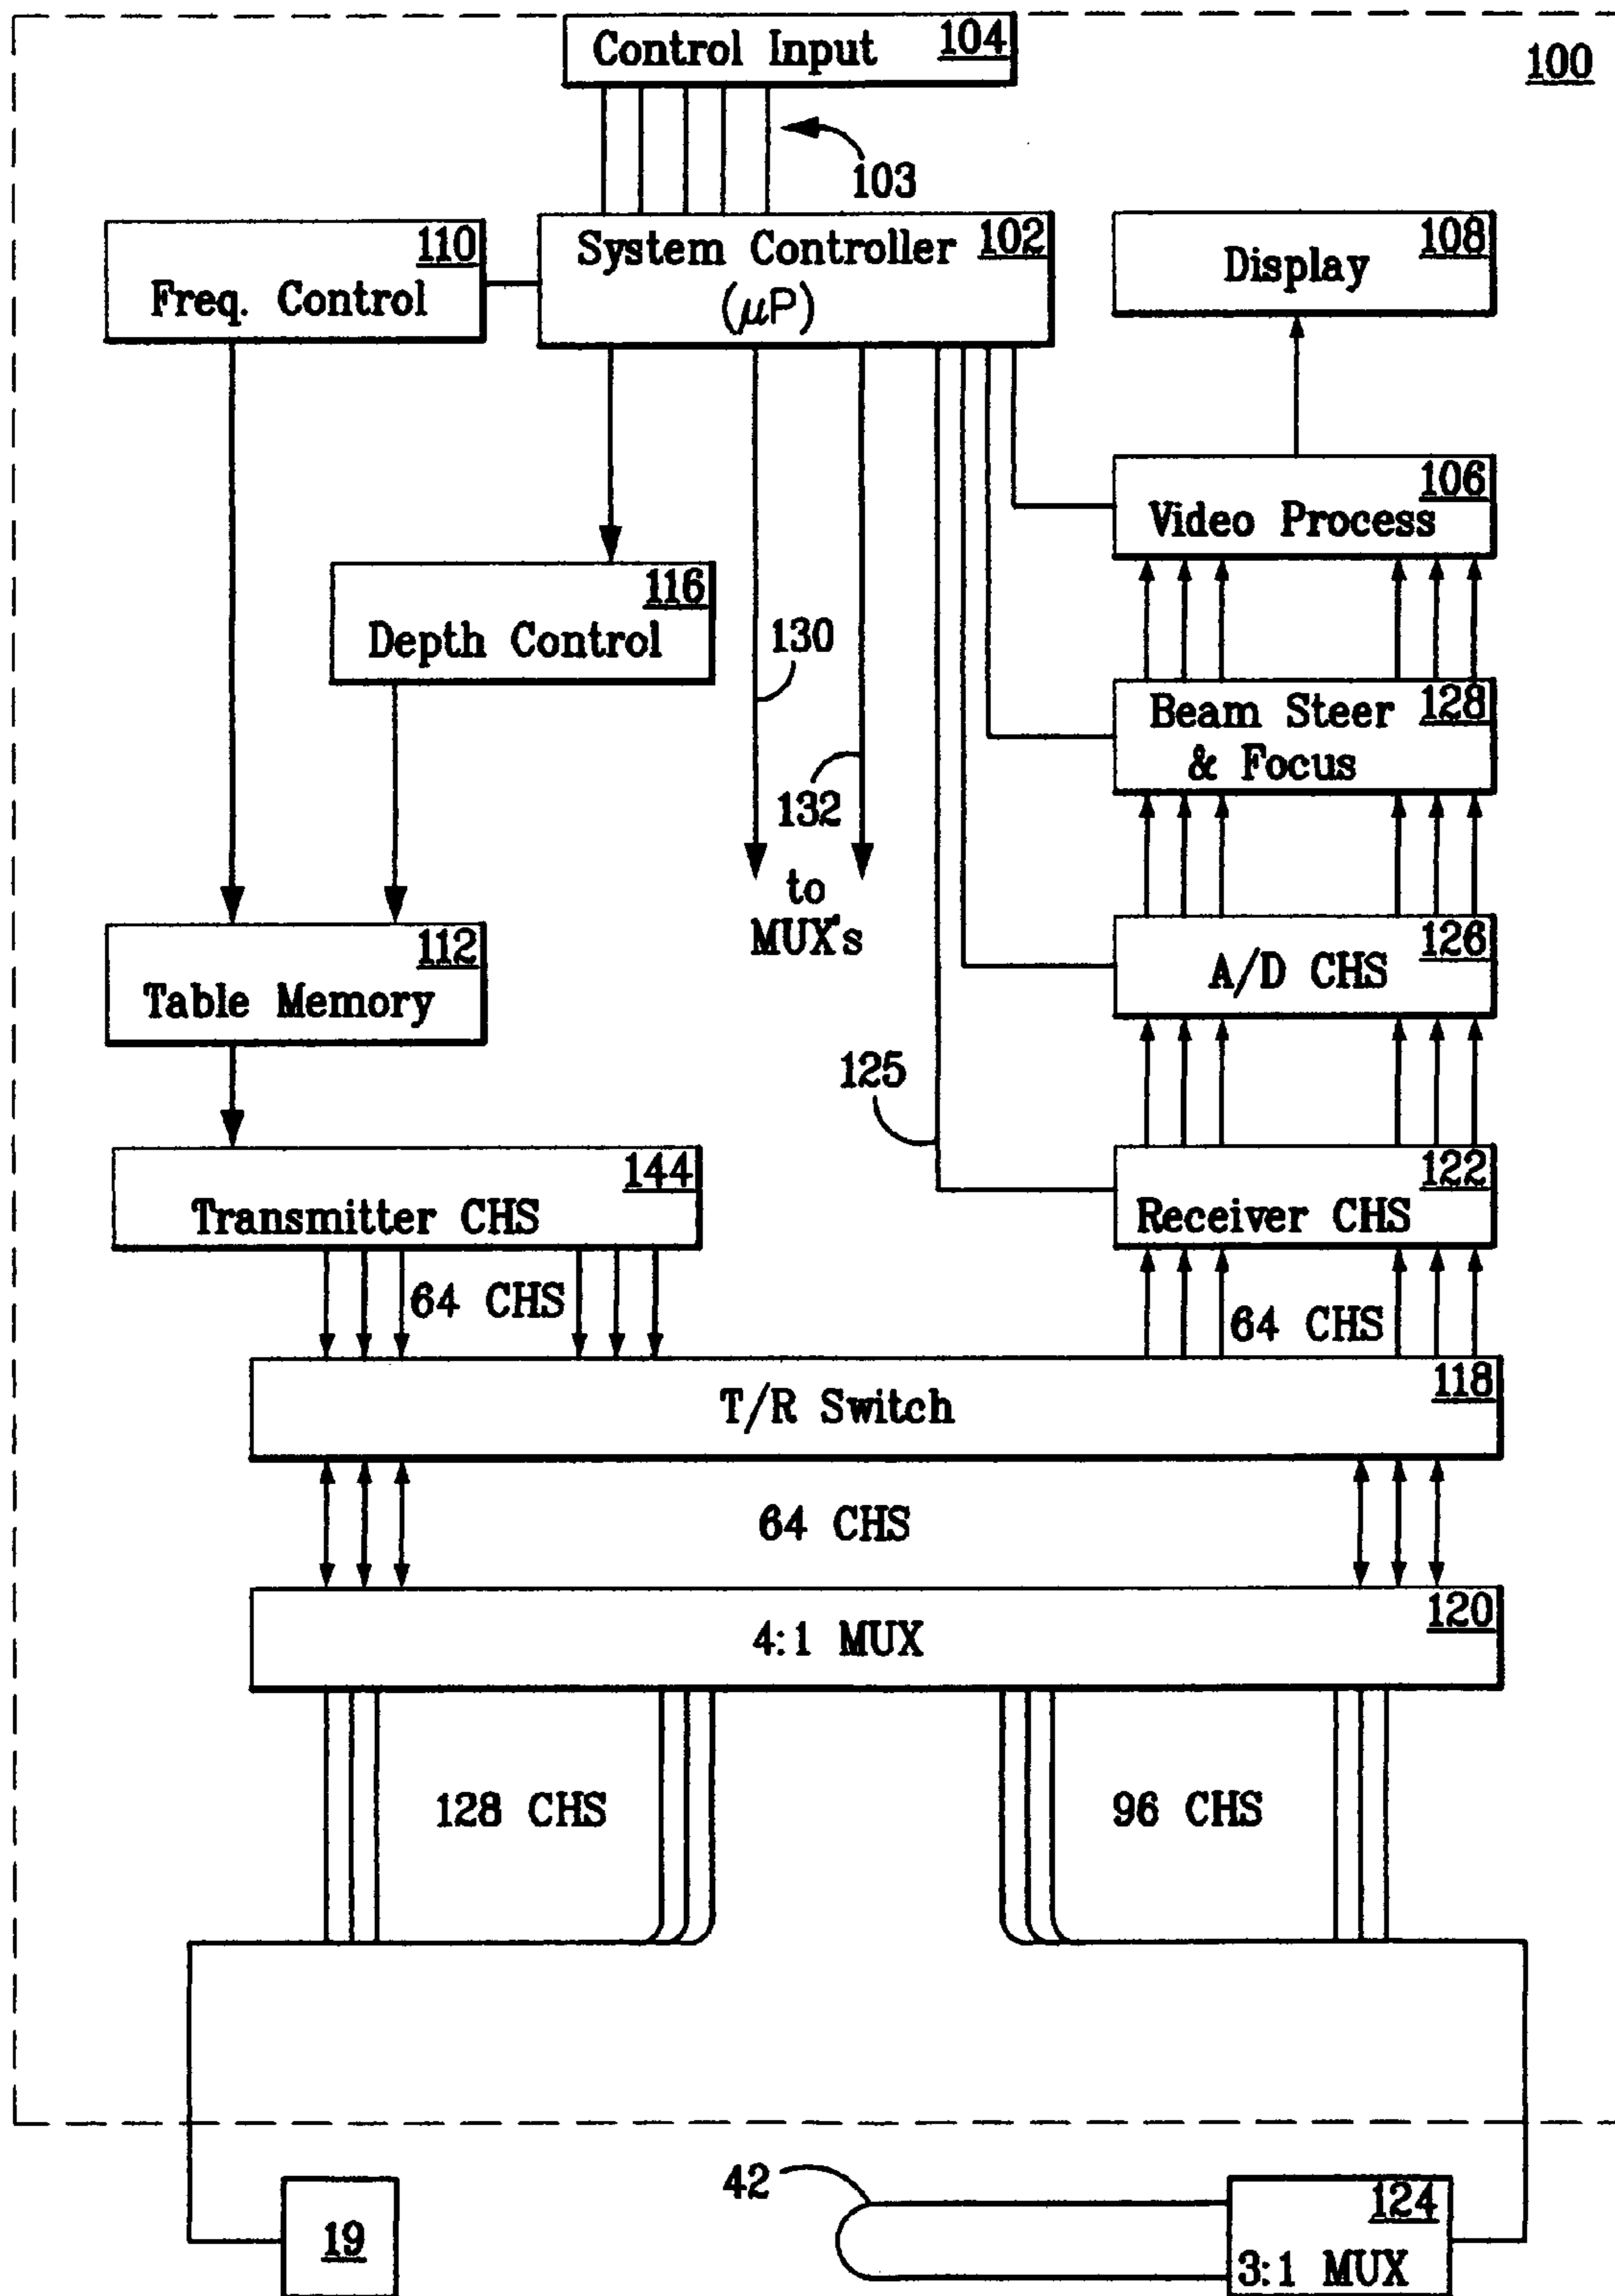 Control Input 104
100
103
110
Freq. Control
System Controller 102
(μP)
108
Display
106
Video Process
116
Depth Control
130
Beam Steer 128
& Focus
132
to
MUX's
112
Table Memory
126
A/D CHS
125
144
Transmitter CHS
122
Receiver CHS
64 CHS
64 CHS
118
T/R Switch
64 CHS
120
4:1 MUX
128 CHS
96 CHS
42
124
19
3:1 MUX